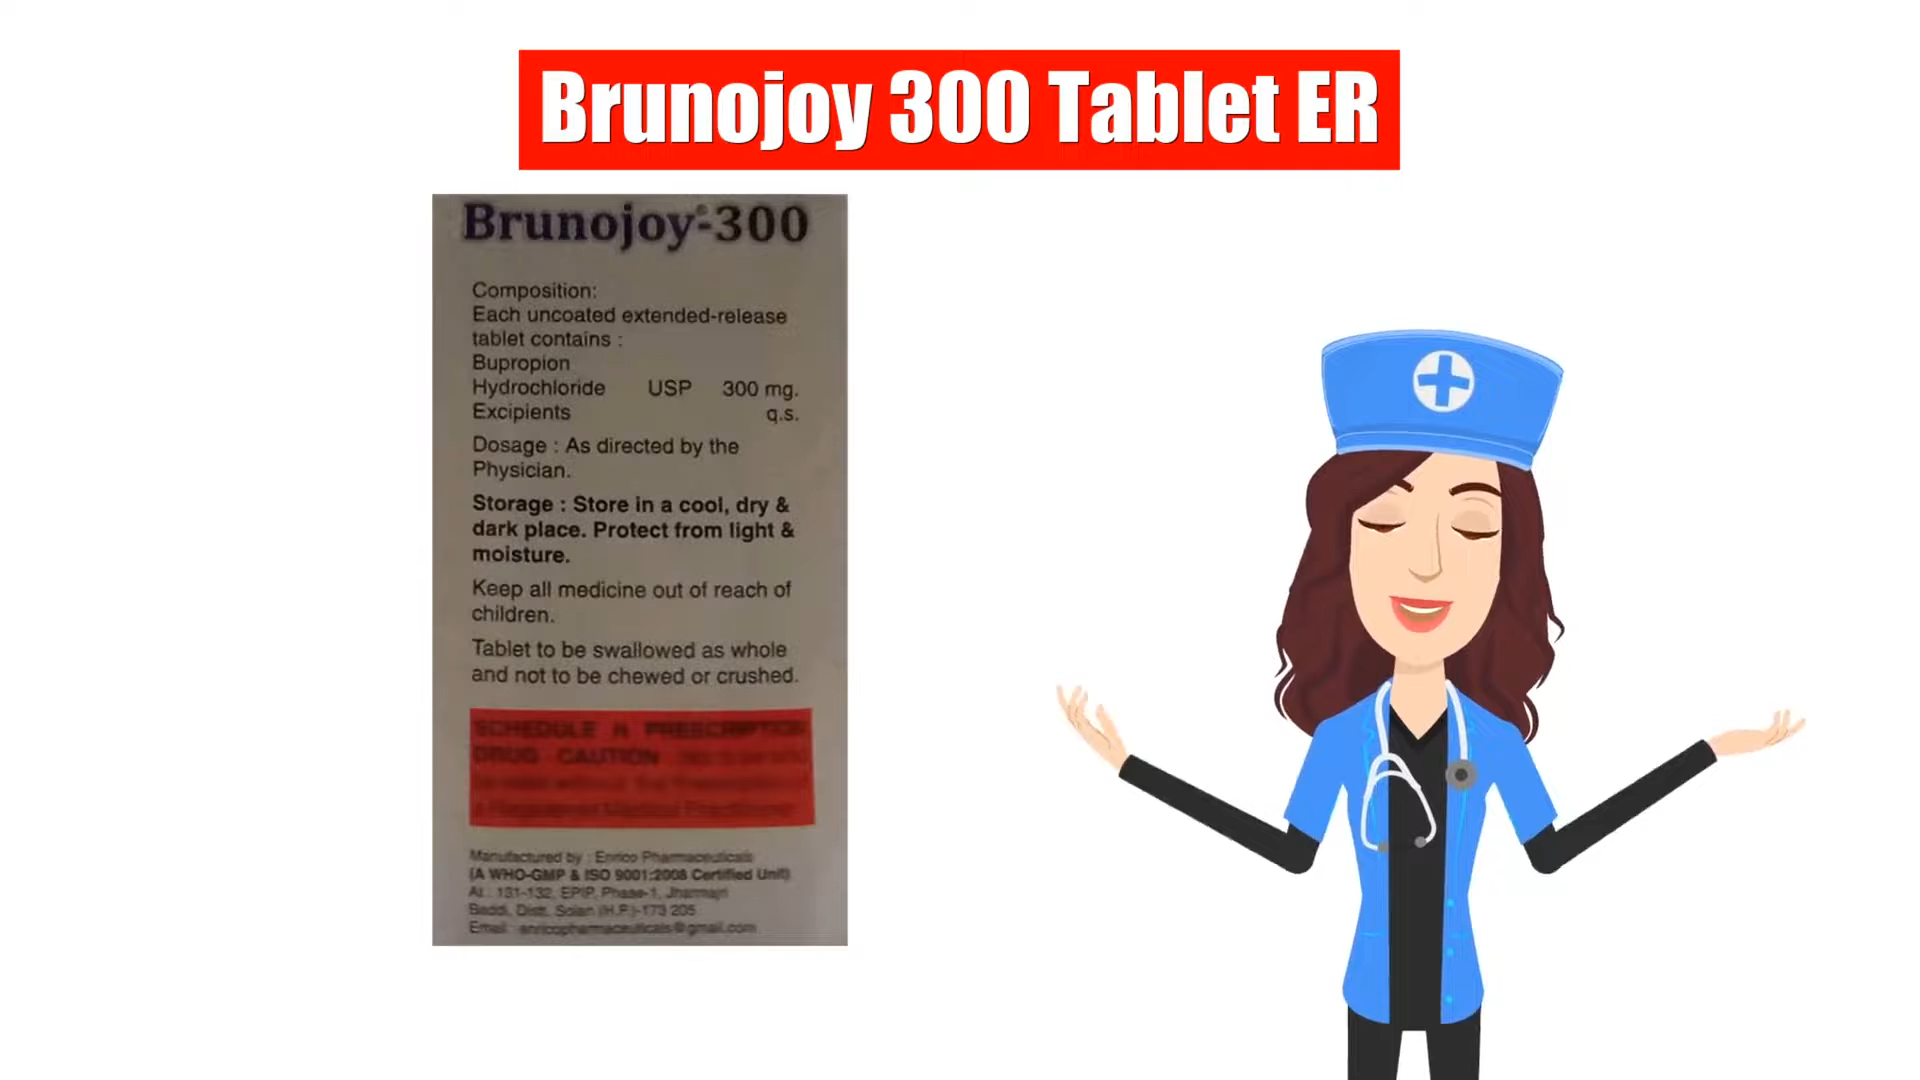 Brunojoy 300 Tablet ER
Brunojoy®-300
Composition:
Each uncoated extended-release
tablet contains :
Bupropion
Hydrochloride USP 300 mg.
Excipients q.s.
Dosage : As directed by the
Physician.
Storage : Store in a cool, dry &
dark place. Protect from light &
moisture.
Keep all medicine out of reach of
children.
Tablet to be swallowed as whole
and not to be chewed or crushed.
SCHEDULE H PRESCRIPTION
DRUG CAUTION
Manufactured by : Enrico Pharmaceuticals
(A WHO-GMP & ISO 9001:2008 Certified Unit)
At : 131-132, EPIP, Phase-1, Jharmajri
Baddi, Distt. Solan (H.P.)-173 205
Email : enricopharmaceuticals@gmail.com